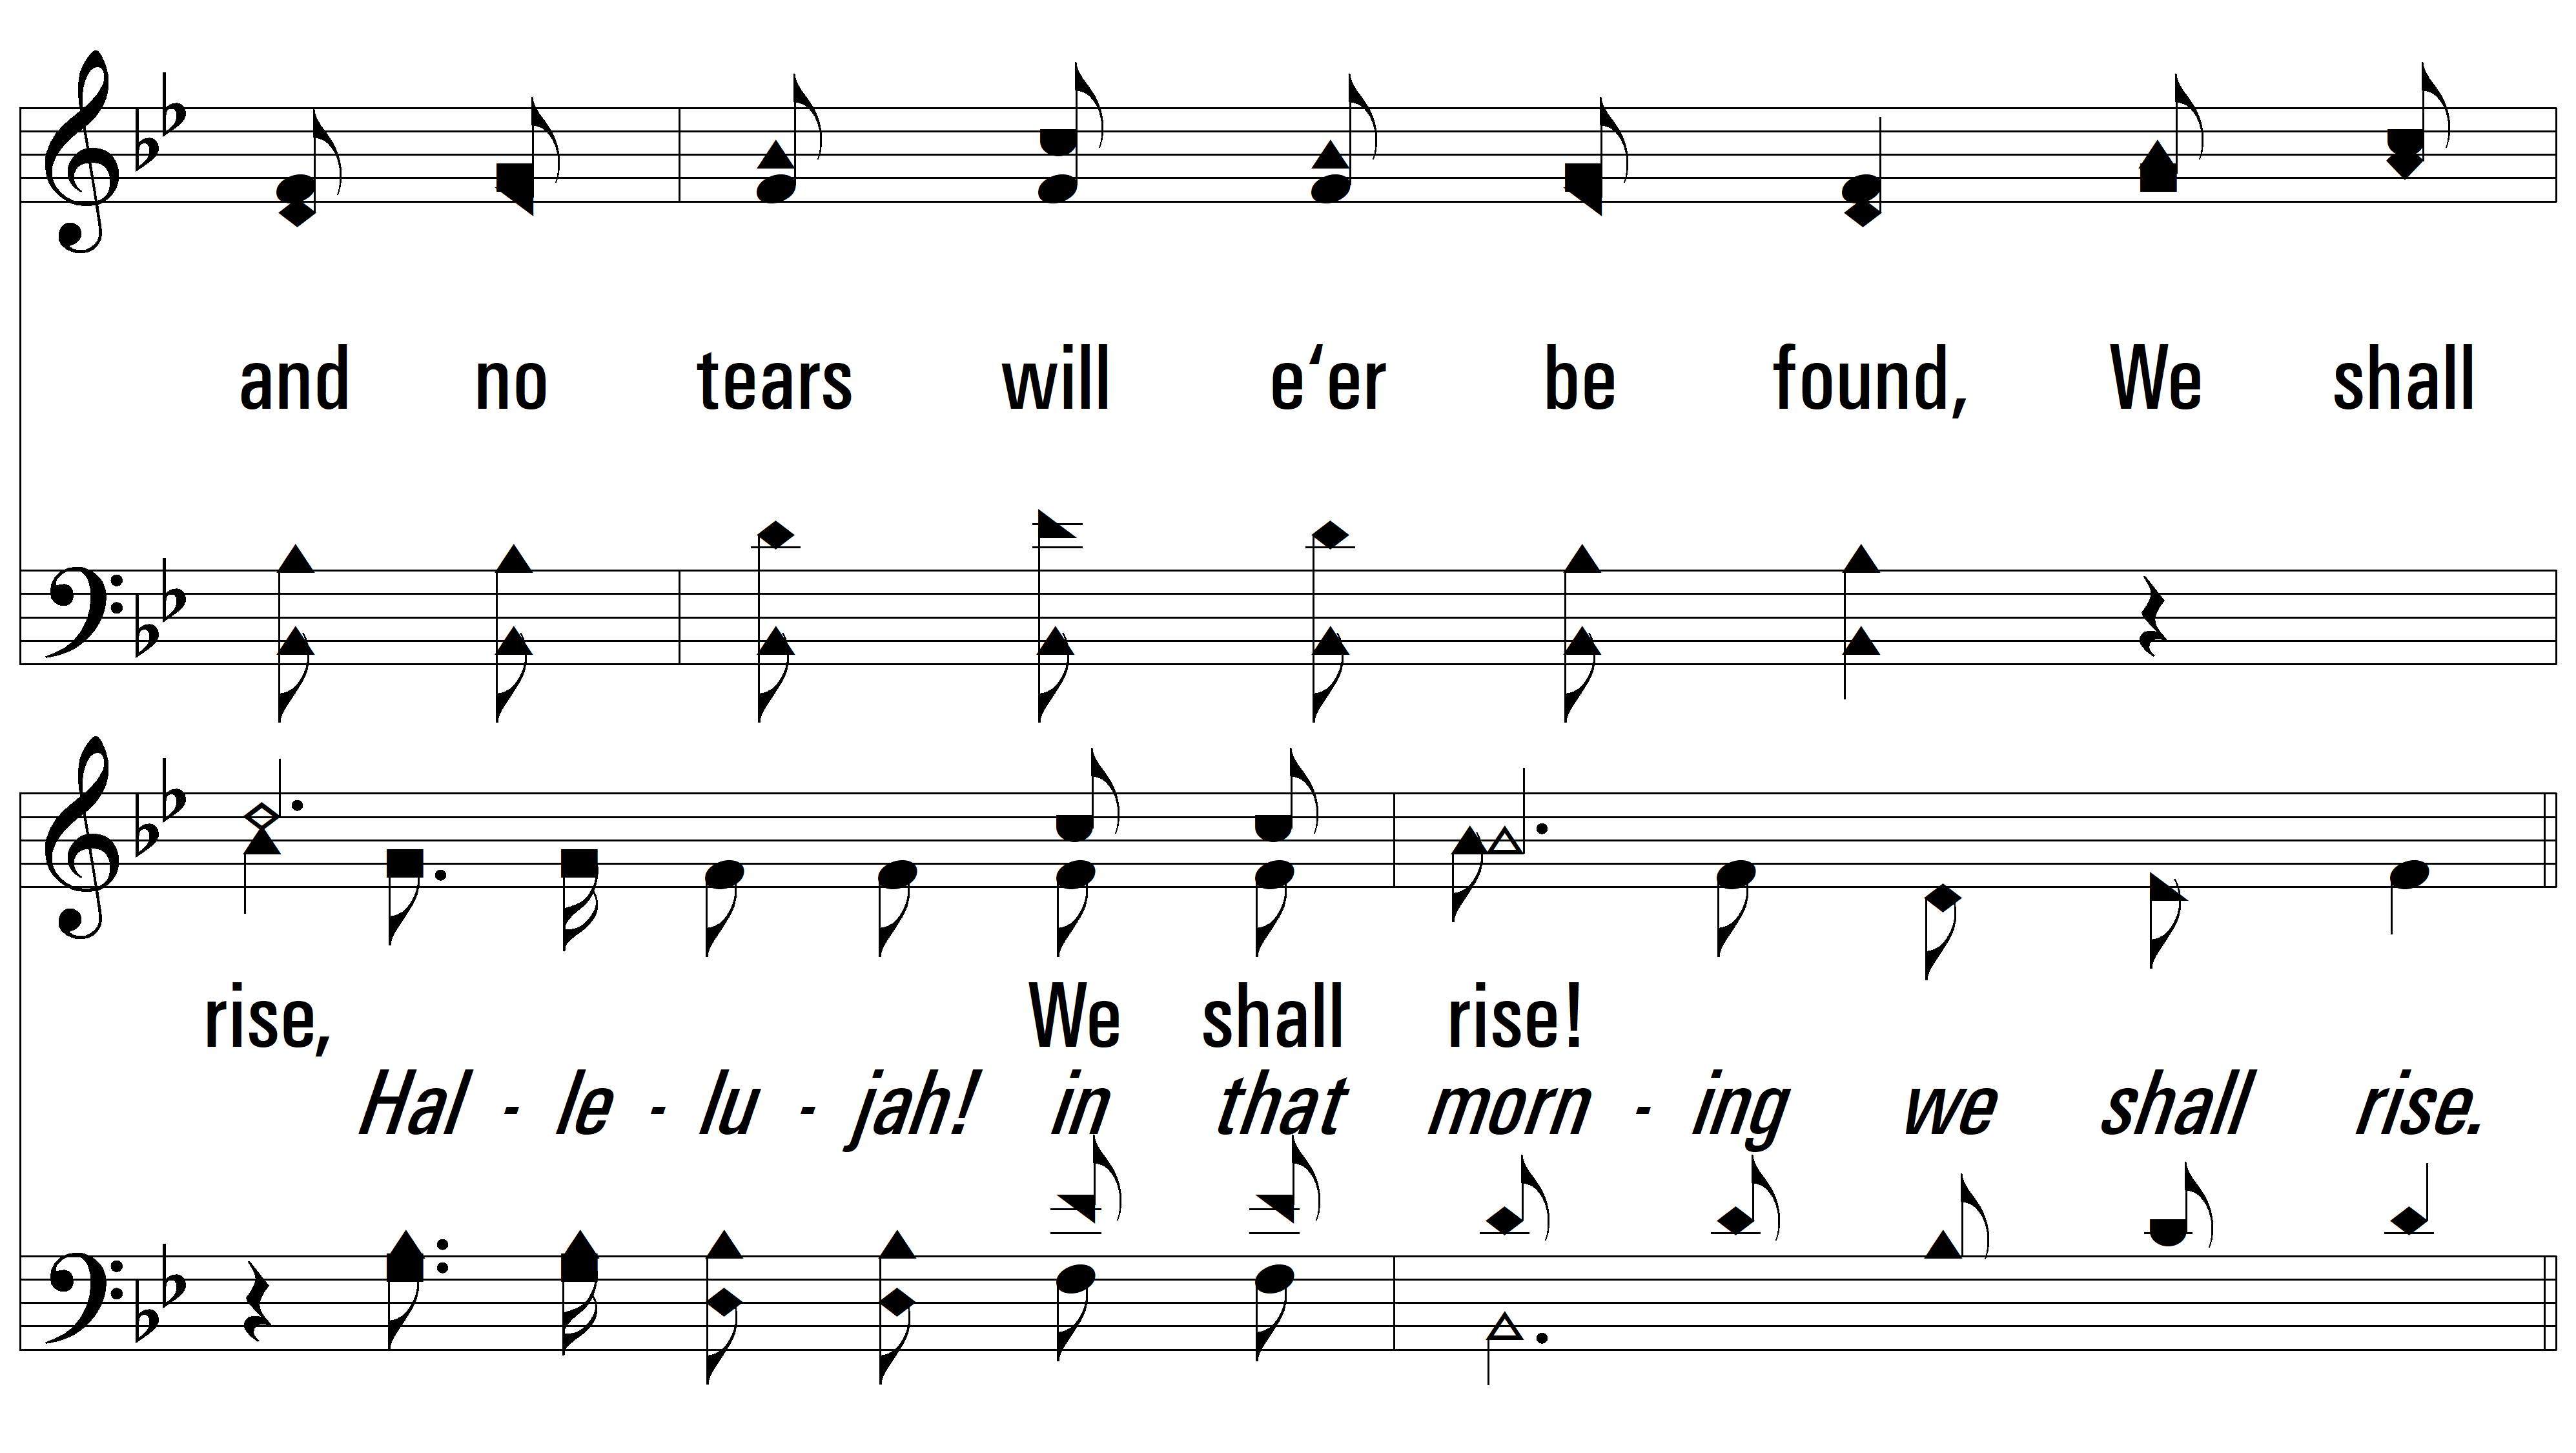 and no tears will e‘er be found, We shall
rise, We shall rise!
Hal - le - lu - jah! in that morn - ing we shall rise.